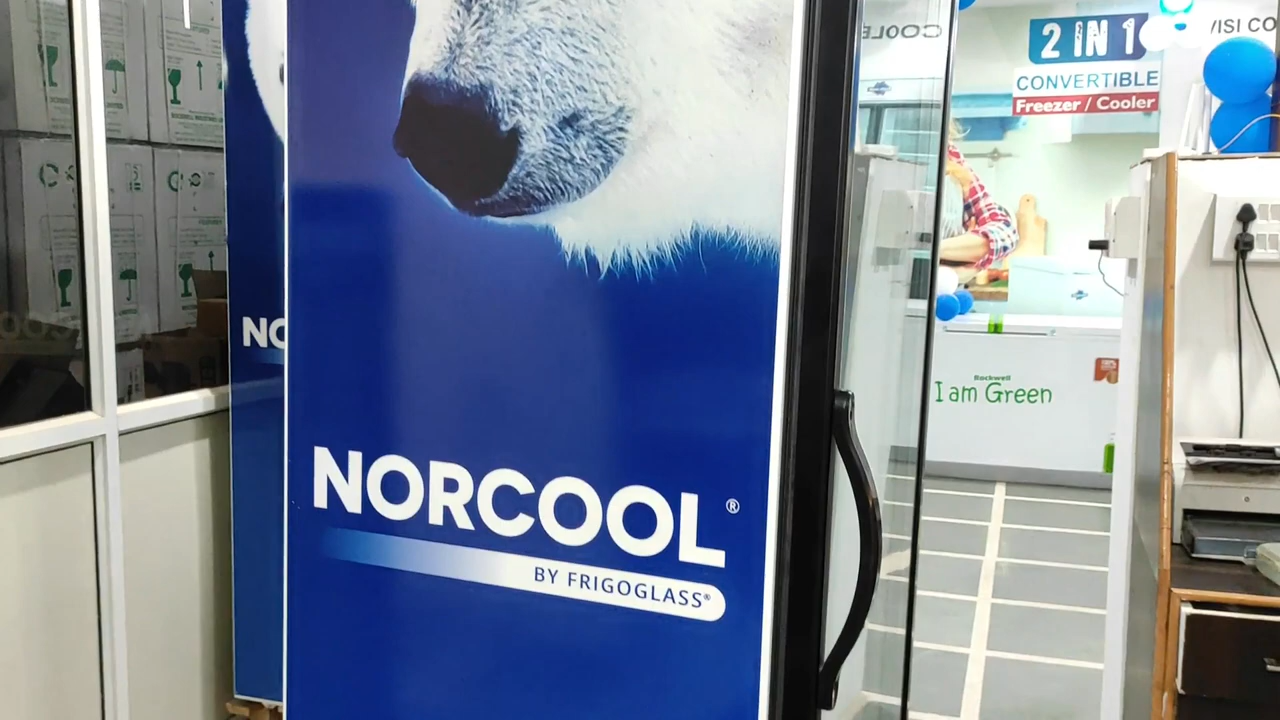 COOLE
2 IN 1
VISI CO
CONVERTIBLE
Freezer / Cooler
NO
Rockwell
I am Green
NORCOOL®
BY FRIGOGLASS®